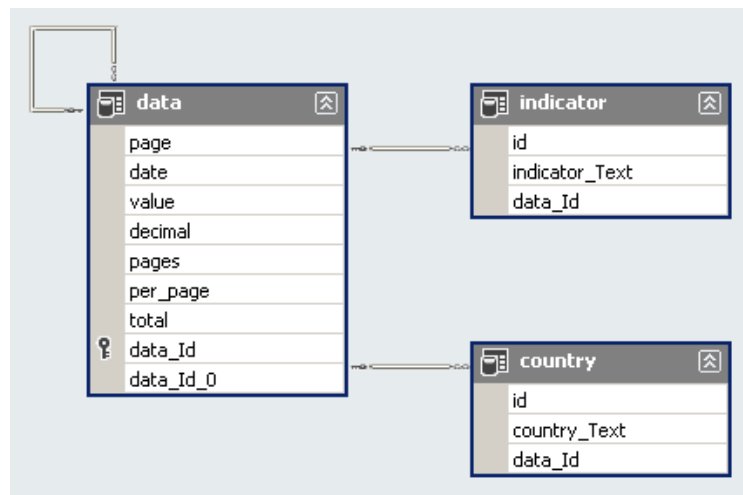 data
page
date
value
decimal
pages
per_page
total
data_Id
data_Id_0
indicator
id
indicator_Text
data_Id
country
id
country_Text
data_Id